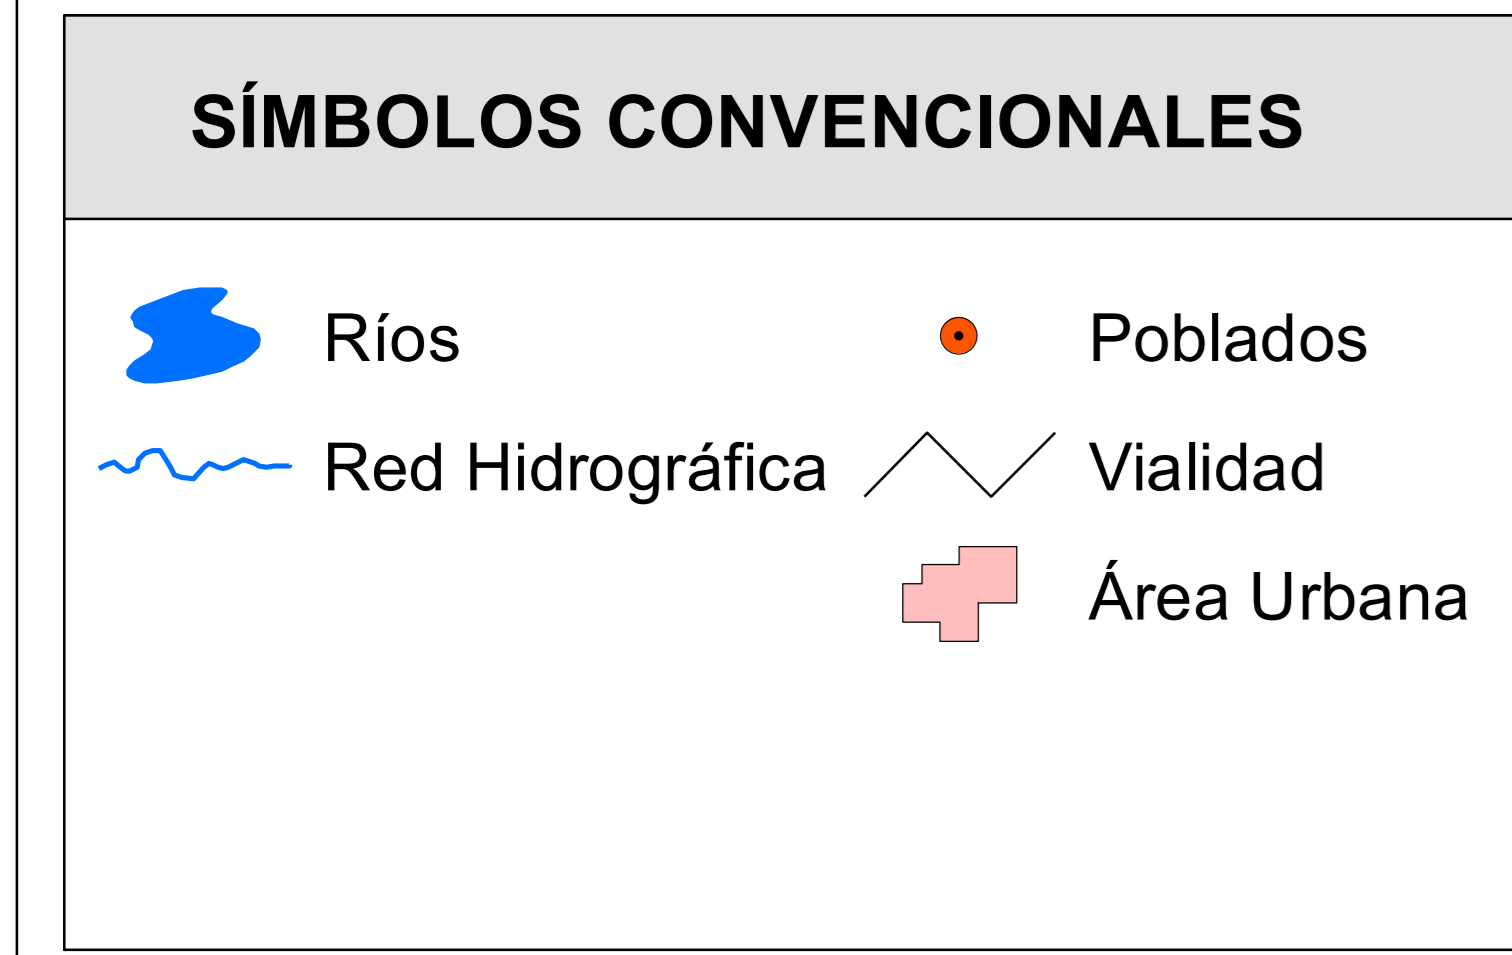 SÍMBOLOS CONVENCIONALES
Ríos
Poblados
Red Hidrográfica
Vialidad
Área Urbana